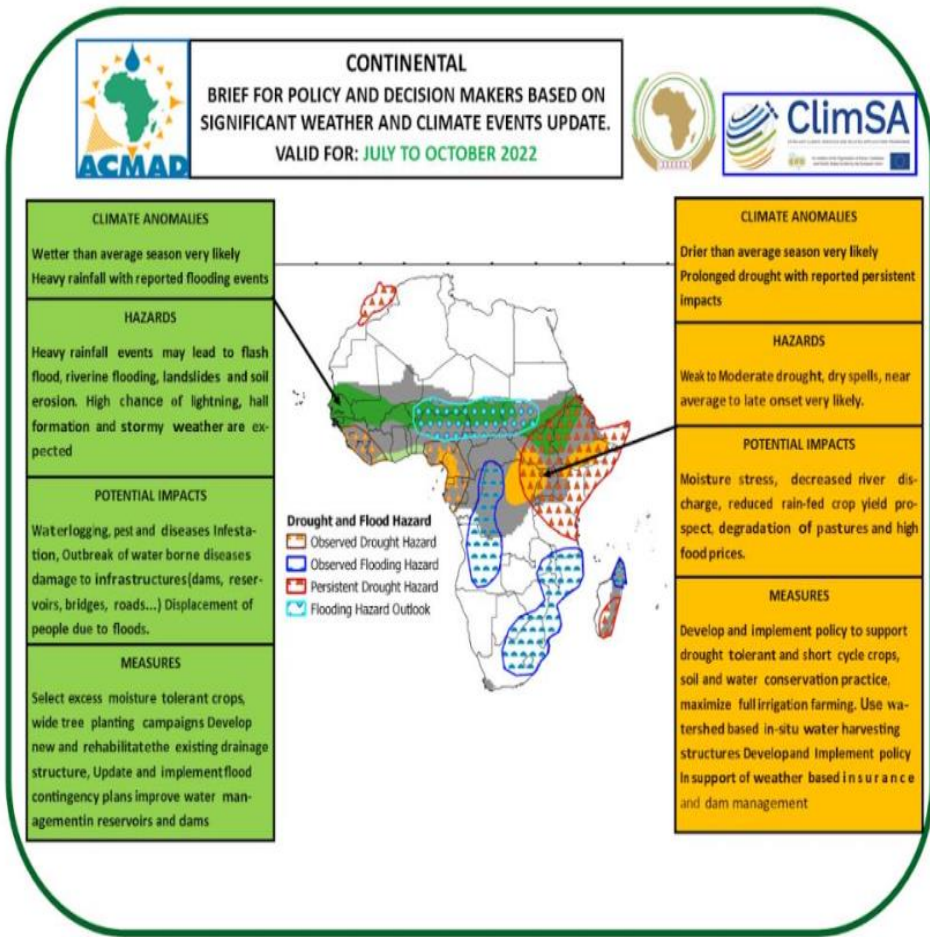 ACMAD
CONTINENTAL
BRIEF FOR POLICY AND DECISION MAKERS BASED ON
SIGNIFICANT WEATHER AND CLIMATE EVENTS UPDATE.
VALID FOR: JULY TO OCTOBER 2022
ClimSA
CLIMATE ANOMALIES
Wetter than average season very likely
Heavy rainfall with reported flooding events
HAZARDS
Heavy rainfall events may lead to flash
flood, riverine flooding, landslides and soil
erosion. High chance of lightning, hall
formation and stormy weather are ex-
pected
POTENTIAL IMPACTS
Waterlogging, pest and diseases Infesta-
tion, Outbreak of water borne diseases
damage to infrastructures(dams, reser-
voirs, bridges, roads...) Displacement of
people due to floods.
MEASURES
Select excess moisture tolerant crops,
wide tree planting campaigns Develop
new and rehabilitatethe existing drainage
structure, Update and implement flood
contingency plans improve water man-
agementin reservoirs and dams
Drought and Flood Hazard
Observed Drought Hazard
Observed Flooding Hazard
Persistent Drought Hazard
Flooding Hazard Outlook
CLIMATE ANOMALIES
Drier than average season very likely
Prolonged drought with reported persistent
impacts
HAZARDS
Weak to Moderate drought, dry spells, near
average to late onset very likely.
POTENTIAL IMPACTS
Moisture stress, decreased river dis-
charge, reduced rain-fed crop yield pro-
spect, degradation of pastures and high
food prices.
MEASURES
Develop and implement policy to support
drought tolerant and short cycle crops,
soil and water conservation practice,
maximize full irrigation farming. Use wa-
tershed based in-situ water harvesting
structures Developand Implement policy
In support of weather based insurance
and dam management